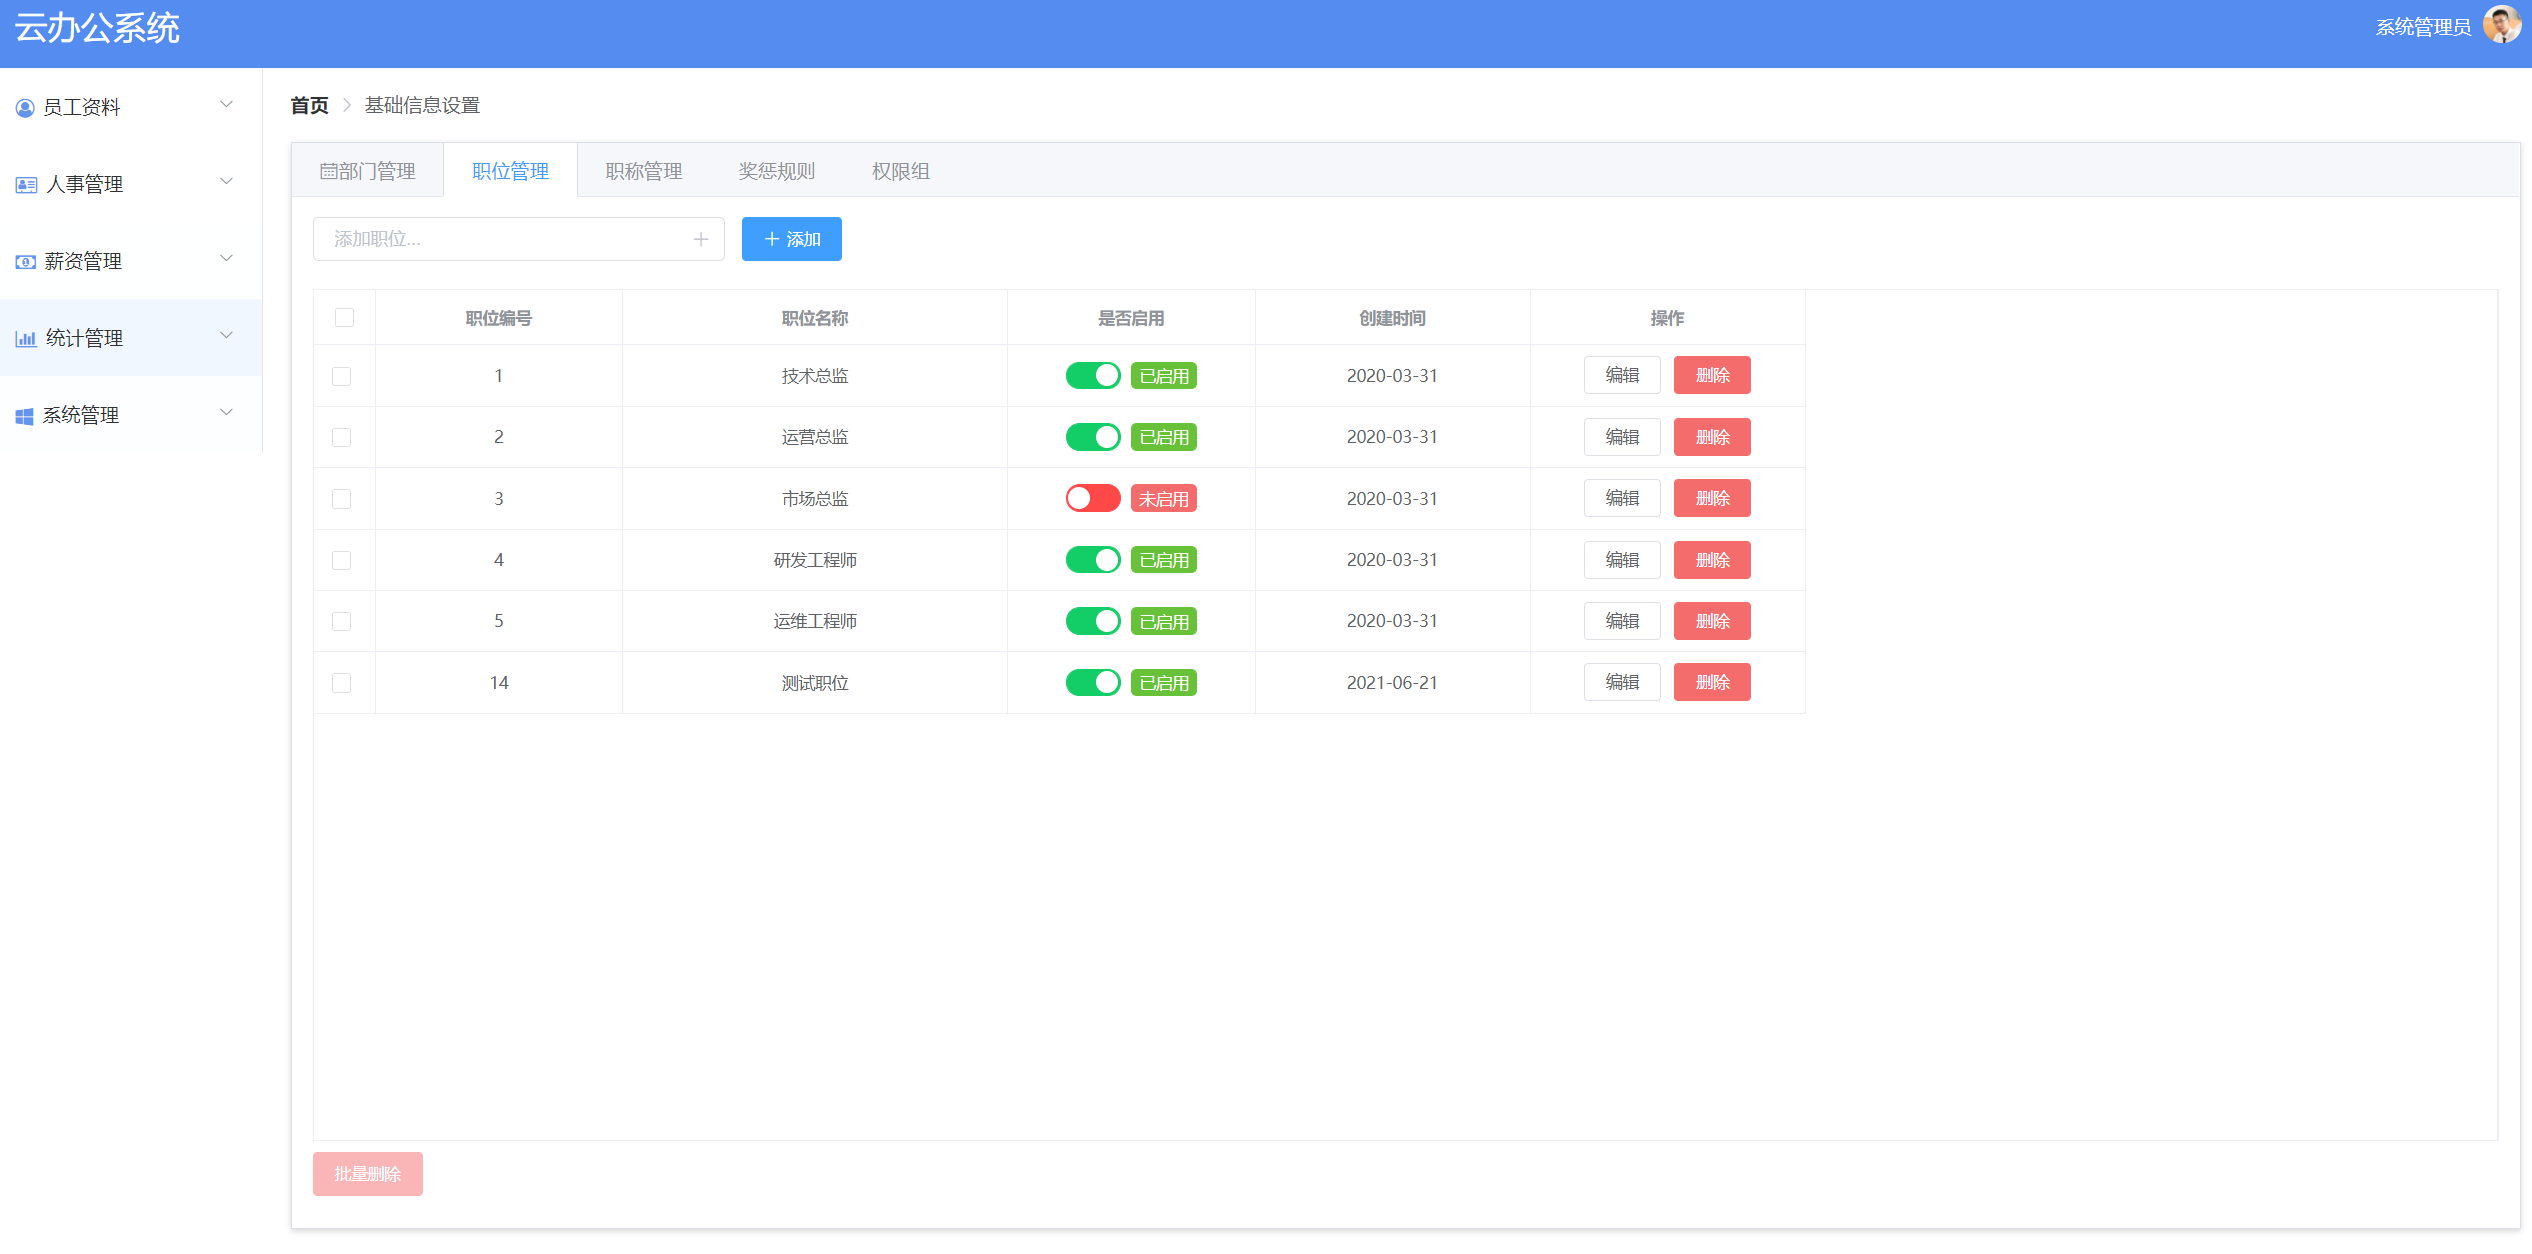 云办公系统
系统管理员
员工资料
人事管理
薪资管理
统计管理
系统管理
首页 > 基础信息设置
部门管理 职位管理 职称管理 奖惩规则 权限组
添加职位... + + 添加
职位编号 职位名称 是否启用 创建时间 操作
1 技术总监 已启用 2020-03-31 编辑 删除
2 运营总监 已启用 2020-03-31 编辑 删除
3 市场总监 未启用 2020-03-31 编辑 删除
4 研发工程师 已启用 2020-03-31 编辑 删除
5 运维工程师 已启用 2020-03-31 编辑 删除
14 测试职位 已启用 2021-06-21 编辑 删除
批量删除